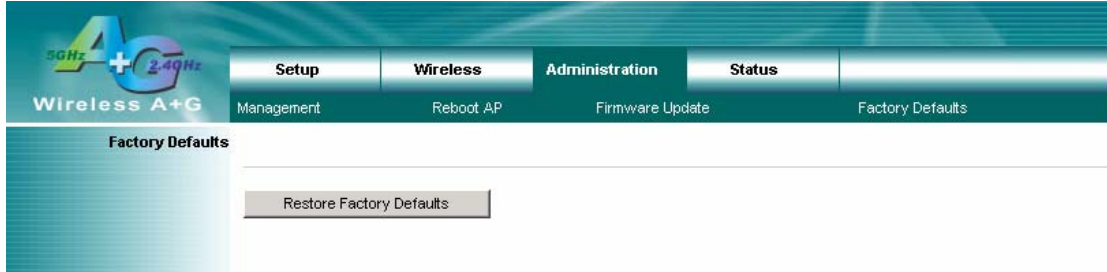 5GHz A+G 2.4GHz
Wireless A+G
Setup Wireless Administration Status
Management Reboot AP Firmware Update Factory Defaults
Factory Defaults
Restore Factory Defaults